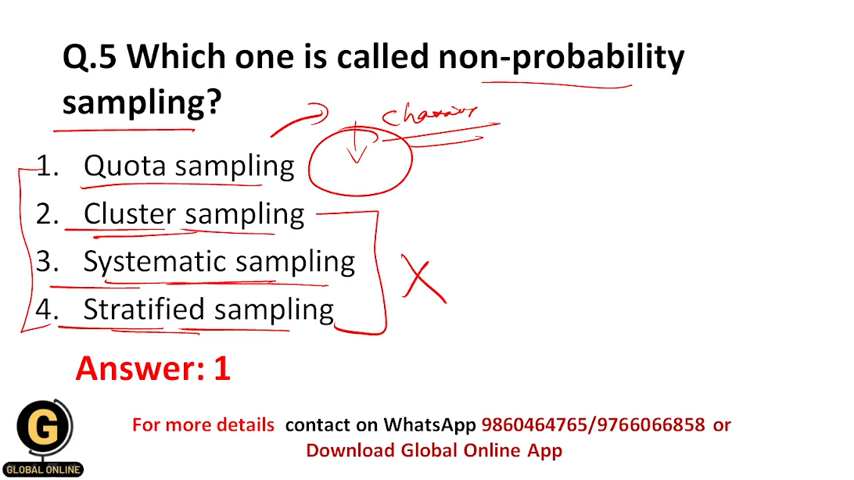 Q.5 Which one is called non-probability
sampling?
1. Quota sampling
2. Cluster sampling
3. Systematic sampling
4. Stratified sampling
Answer: 1
G
GLOBAL ONLINE
For more details contact on WhatsApp 9860464765/9766066858 or
Download Global Online App